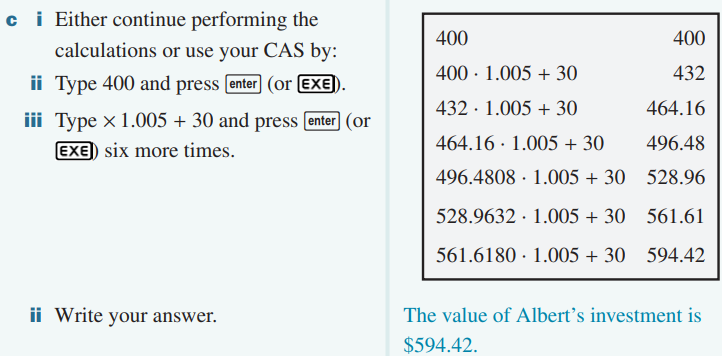 c i Either continue performing the
calculations or use your CAS by:
ii Type 400 and press enter (or EXE).
iii Type × 1.005 + 30 and press enter (or
EXE) six more times.
400 400
400 · 1.005 + 30 432
432 · 1.005 + 30 464.16
464.16 · 1.005 + 30 496.48
496.4808 · 1.005 + 30 528.96
528.9632 · 1.005 + 30 561.61
561.6180 · 1.005 + 30 594.42
ii Write your answer.
The value of Albert’s investment is
$594.42.